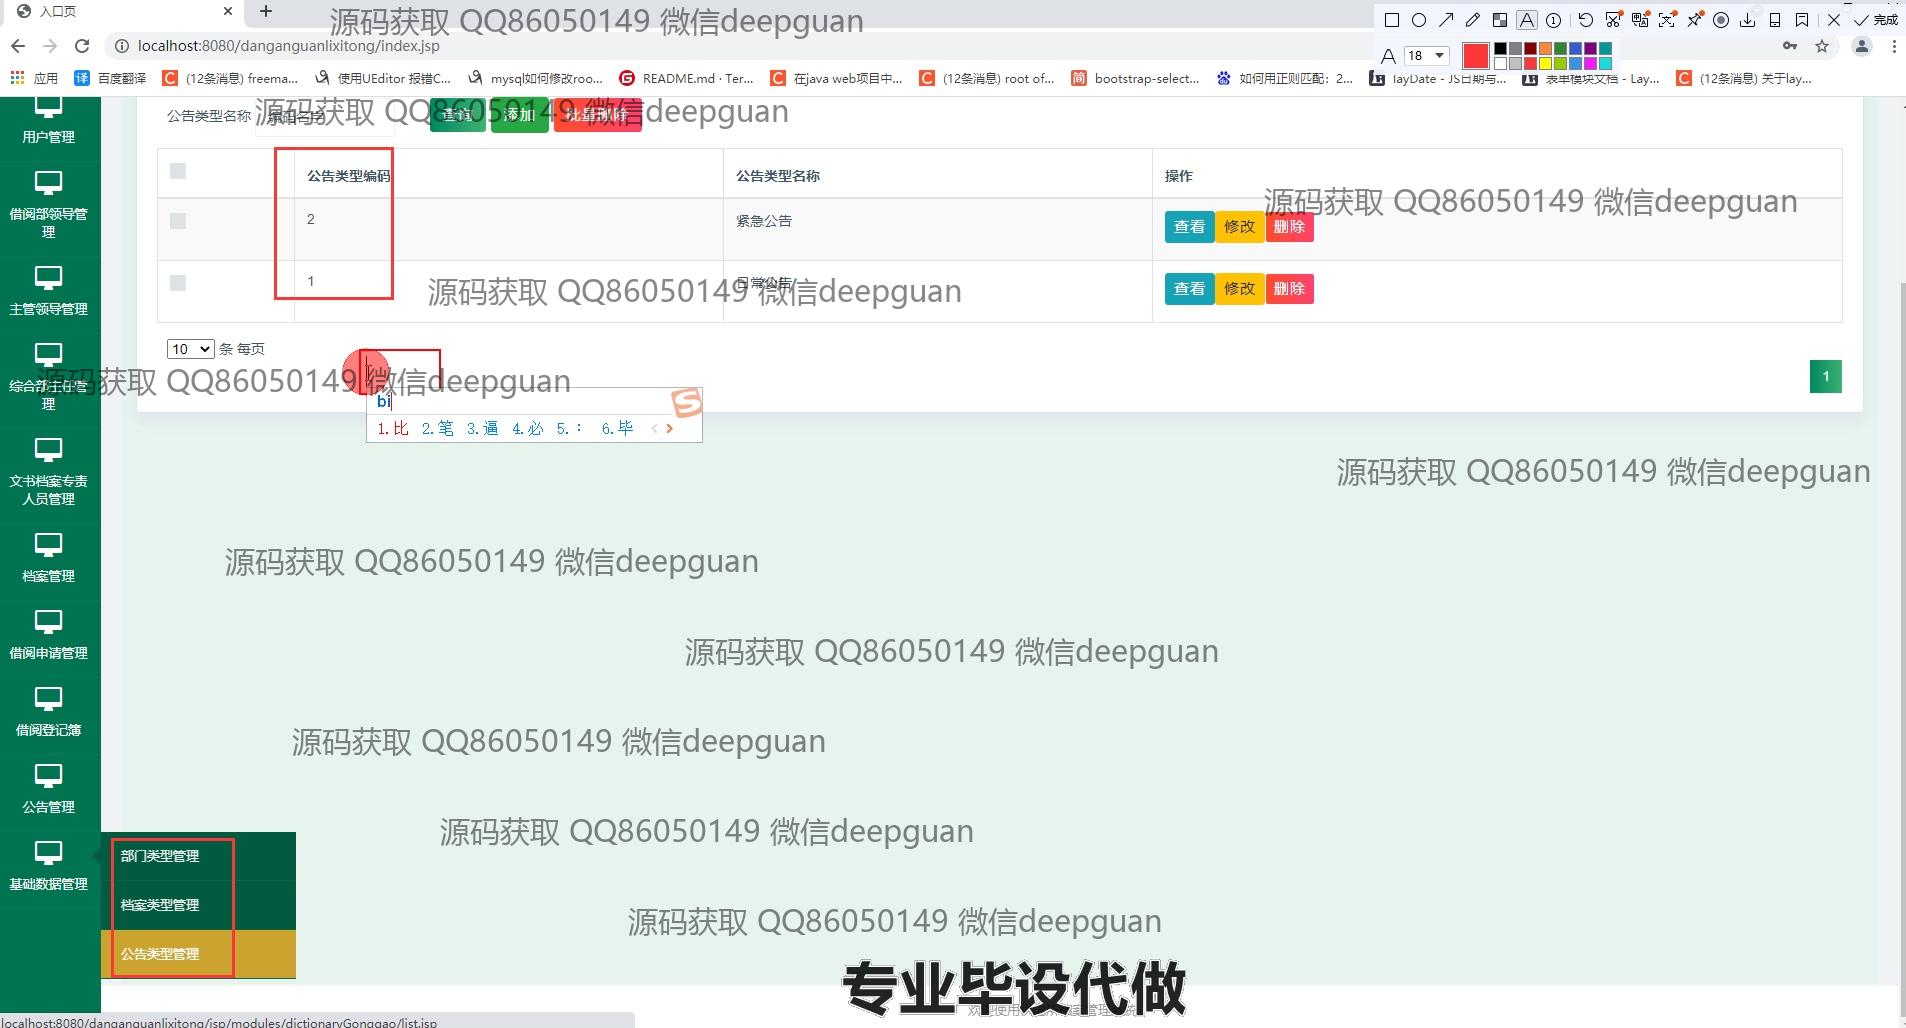 入口页
源码获取 QQ86050149 微信deepguan
完成
localhost:8080/danganguanlixitong/index.jsp
18
应用
百度翻译
(12条消息) freema...
使用UEditor 报错C...
mysql如何修改roo...
README.md · Ter...
在java web项目中...
(12条消息) root of...
bootstrap-select...
如何用正则匹配：2...
layDate - JS日期与...
表单模块文档 - Lay...
(12条消息) 关于lay...
公告类型名称
查询
添加
批量删除
源码获取 QQ86050149 微信deepguan
用户管理
公告类型编码
公告类型名称
操作
源码获取 QQ86050149 微信deepguan
借阅部领导管
理
2
紧急公告
查看
修改
删除
主管领导管理
1
日常公告
查看
修改
删除
源码获取 QQ86050149 微信deepguan
10
条 每页
1
综合部主任管
理
源码获取 QQ86050149 微信deepguan
bi
1.比 2.笔 3.逼 4.必 5.： 6.毕
文书档案专责
人员管理
源码获取 QQ86050149 微信deepguan
档案管理
源码获取 QQ86050149 微信deepguan
借阅申请管理
源码获取 QQ86050149 微信deepguan
借阅登记簿
源码获取 QQ86050149 微信deepguan
公告管理
源码获取 QQ86050149 微信deepguan
基础数据管理
部门类型管理
档案类型管理
公告类型管理
源码获取 QQ86050149 微信deepguan
专业毕设代做
localhost:8080/danganguanlixitong/jsp/modules/dictionaryGonggao/list.jsp